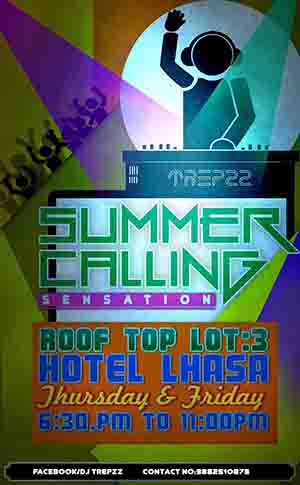 TREPZZ
SUMMER
CALLING
SENSATION
ROOF TOP LOT:3
HOTEL LHASA
Thursday & Friday
6:30.PM TO 11:00PM
FACEBOOK/DJ TREPZZ CONTACT NO: